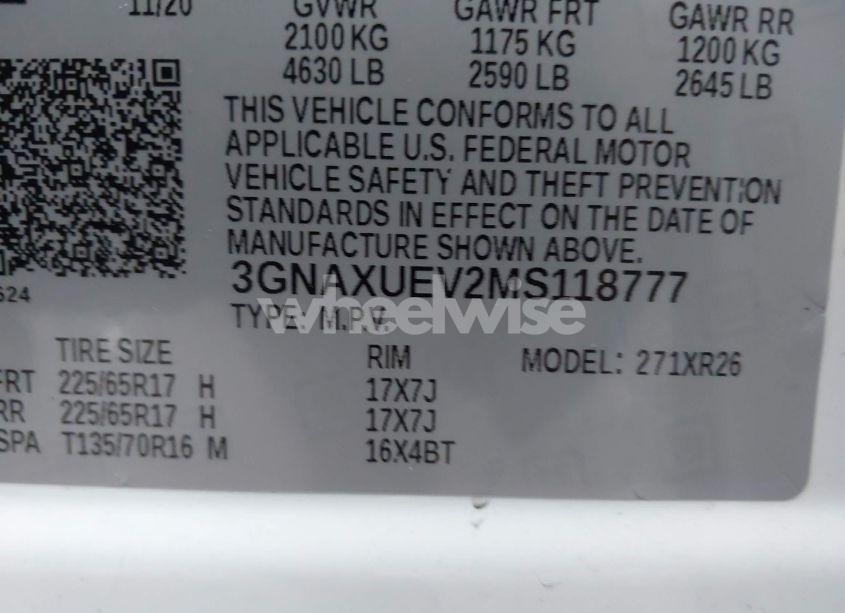 11/20 GVWR GAWR FRT GAWR RR
2100 KG 1175 KG 1200 KG
4630 LB 2590 LB 2645 LB
THIS VEHICLE CONFORMS TO ALL
APPLICABLE U.S. FEDERAL MOTOR
VEHICLE SAFETY AND THEFT PREVENTION
STANDARDS IN EFFECT ON THE DATE OF
MANUFACTURE SHOWN ABOVE.
3GNAXUEV2MS118777
S24
wheelwise
TYPE: M.P.V.
TIRE SIZE RIM MODEL: 271XR26
FRT 225/65R17 H 17X7J
RR 225/65R17 H 17X7J
SPA T135/70R16 M 16X4BT